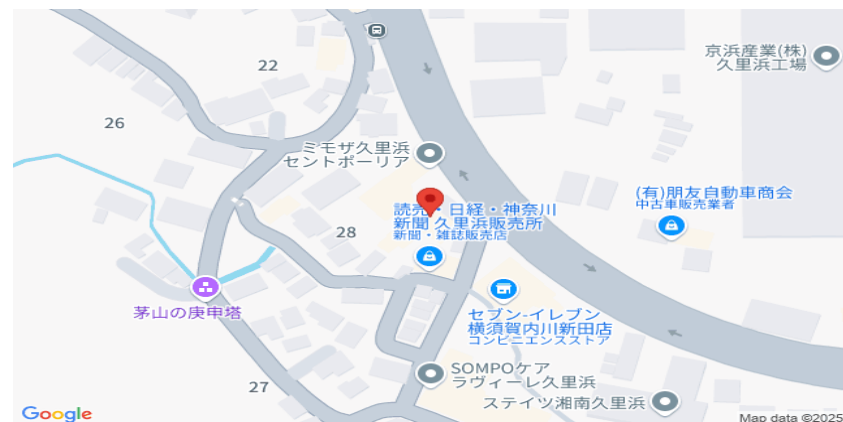 22
京浜産業(株)
久里浜工場
26
ミモザ久里浜
セントポーリア
(有)朋友自動車商会
中古車販売業者
読売・日経・神奈川
新聞 久里浜販売所
新聞・雑誌販売店
28
茅山の庚申塔
セブン-イレブン
横須賀内川新田店
コンビニエンスストア
SOMPOケア
ラヴィーレ久里浜
27
ステイツ湘南久里浜
Google
Map data ©2025